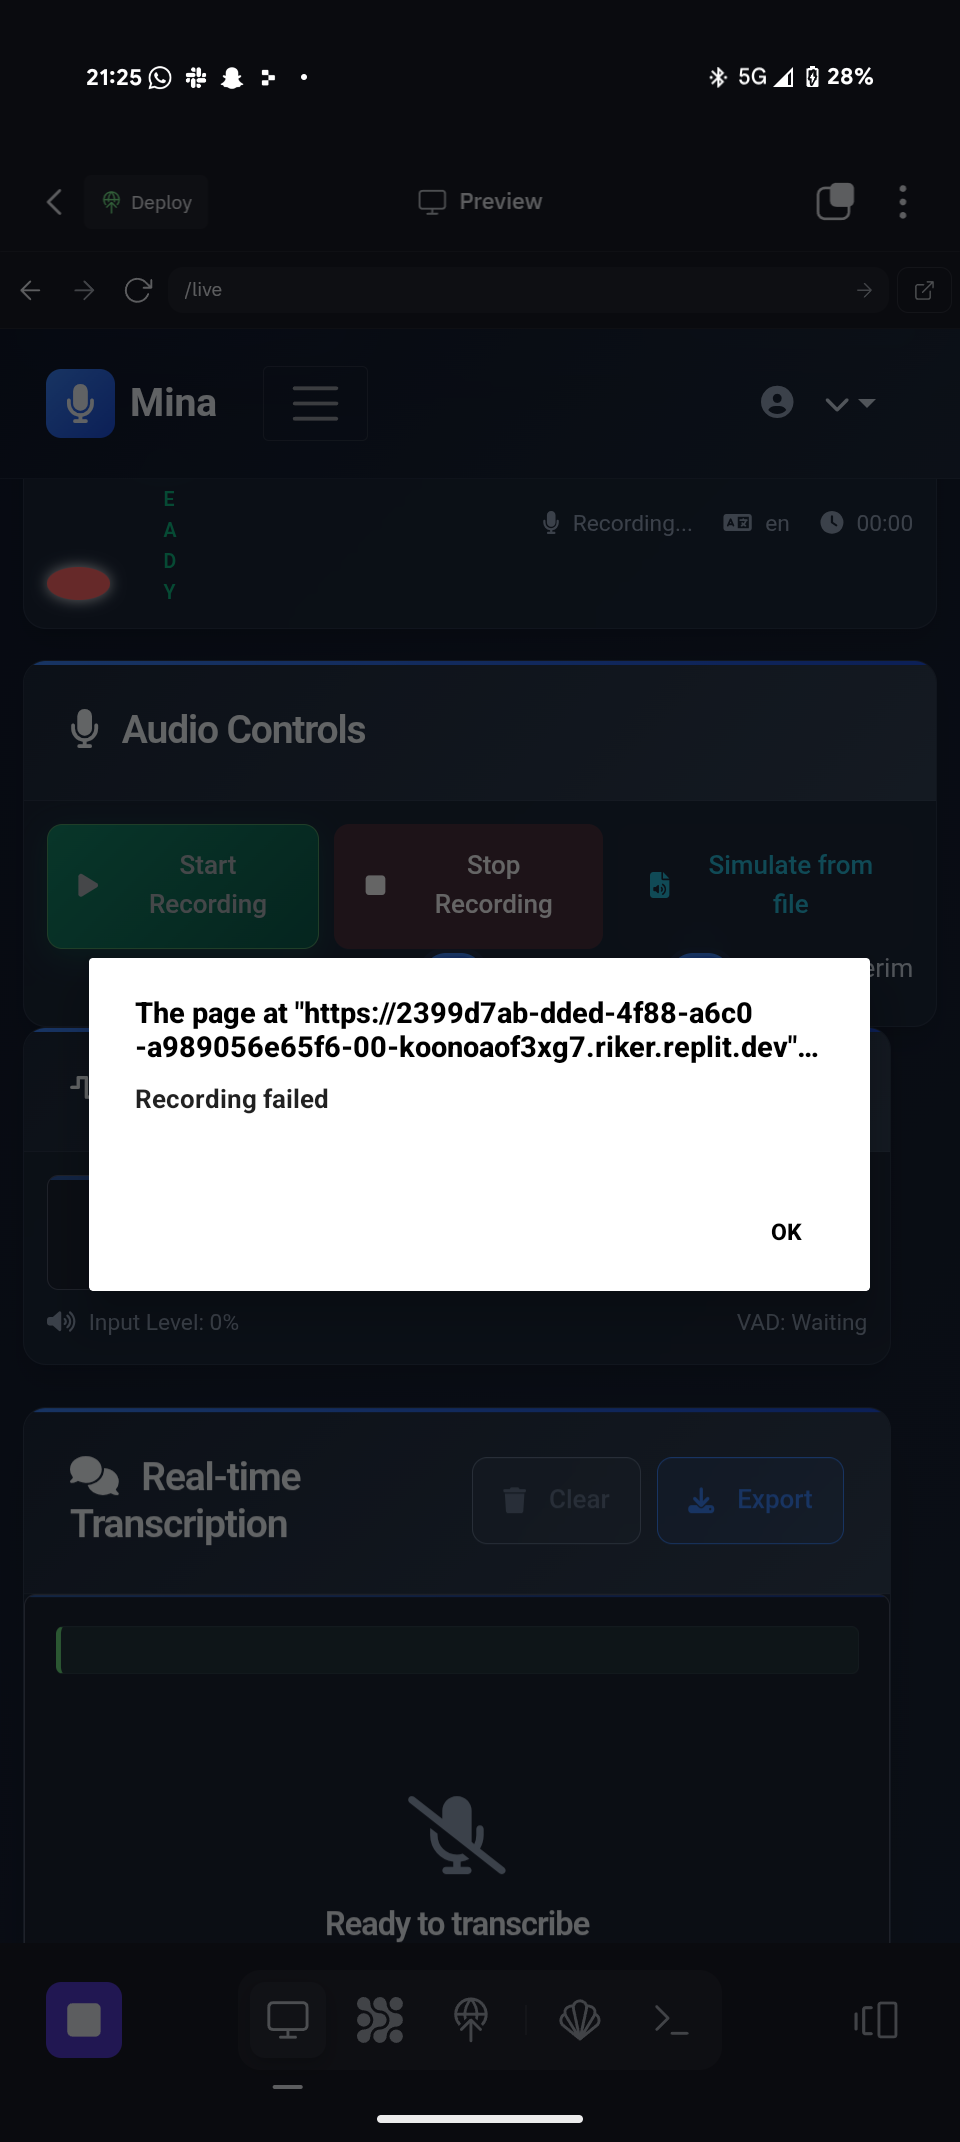 21:25
5G 28%
Deploy
Preview
/live
Mina
E
A
D
Y
Recording...
en
00:00
Audio Controls
Start
Recording
Stop
Recording
Simulate from
file
erim
The page at "https://2399d7ab-dded-4f88-a6c0
-a989056e65f6-00-koonoaof3xg7.riker.replit.dev"...
Recording failed
OK
Input Level: 0%
VAD: Waiting
Real-time
Transcription
Clear
Export
Ready to transcribe